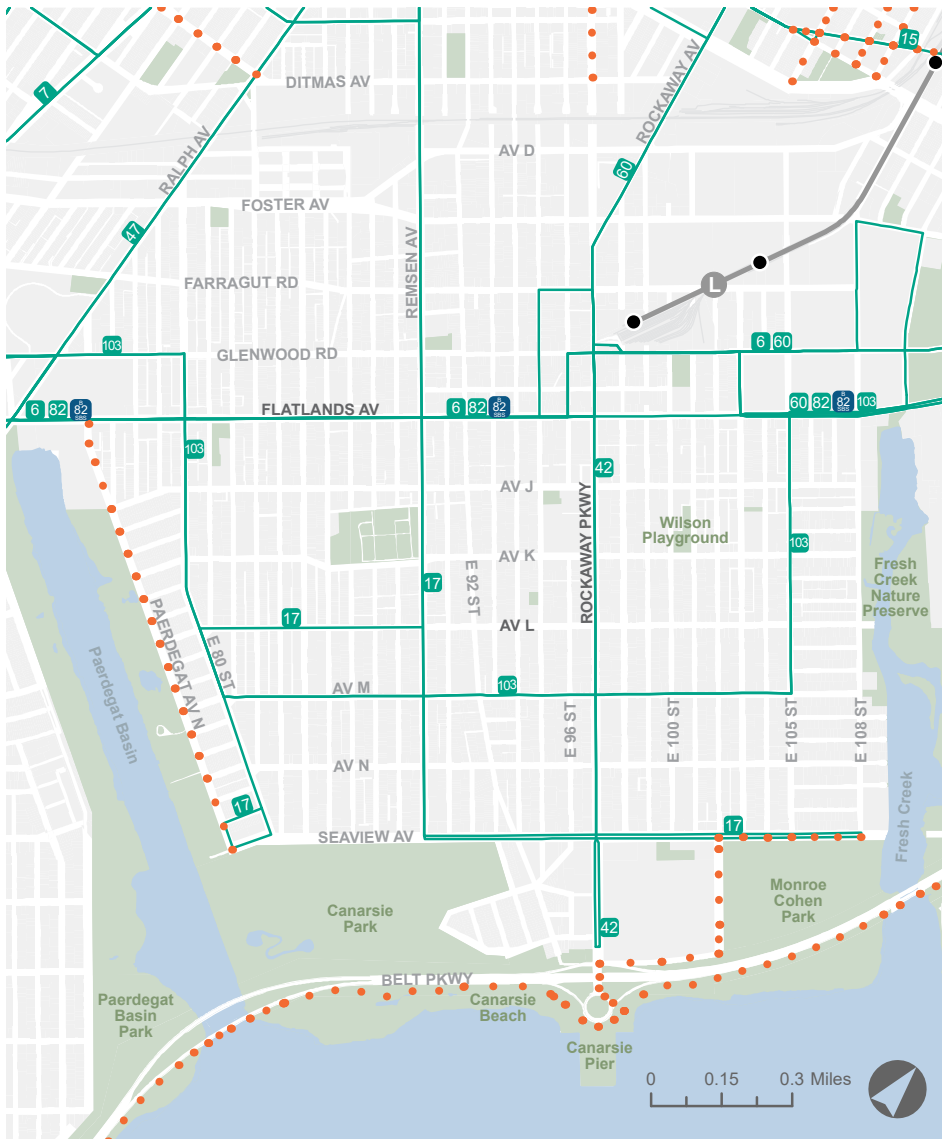 15
DITMAS AV
7
ROCKAWAY AV
RALPH AV
AV D
60
FOSTER AV
47
REMSEN AV
FARRAGUT RD
L
103
GLENWOOD RD
6 60
6 82 B 82 SBS
FLATLANDS AV
6 82 B 82 SBS
60 82 B 82 SBS 103
103
42
AV J
ROCKAWAY PKWY
Wilson
Playground
103
AV K
E 92 ST
17
Fresh
Creek
Nature
Preserve
17
AV L
PAERDEGAT AV N
E 80 ST
Paerdegat Basin
AV M
103
E 96 ST
E 100 ST
E 105 ST
E 108 ST
AV N
17
SEAVIEW AV
17
Fresh Creek
Monroe
Cohen
Park
Canarsie
Park
42
BELT PKWY
Paerdegat
Basin
Park
Canarsie
Beach
Canarsie
Pier
0 0.15 0.3 Miles